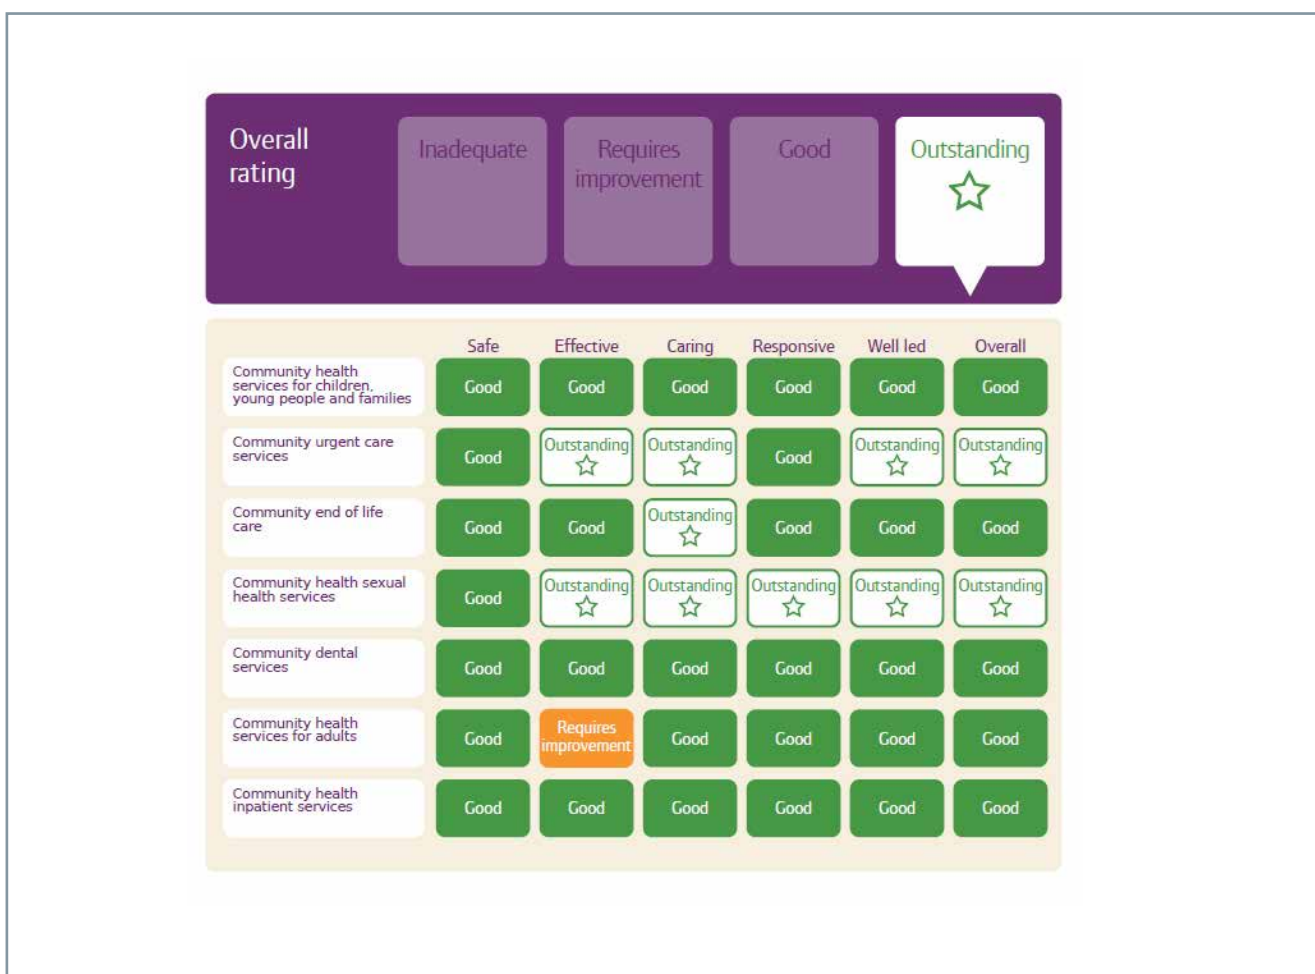 Overall rating
Inadequate
Requires improvement
Good
Outstanding
Safe Effective Caring Responsive Well led Overall
Community health
services for children,
young people and families
Good Good Good Good Good Good
Community urgent care
services
Good Outstanding Outstanding Good Outstanding Outstanding
Community end of life
care
Good Good Outstanding Good Good Good
Community health sexual
health services
Good Outstanding Outstanding Outstanding Outstanding Outstanding
Community dental
services
Good Good Good Good Good Good
Community health
services for adults
Good Requires improvement Good Good Good Good
Community health
inpatient services
Good Good Good Good Good Good